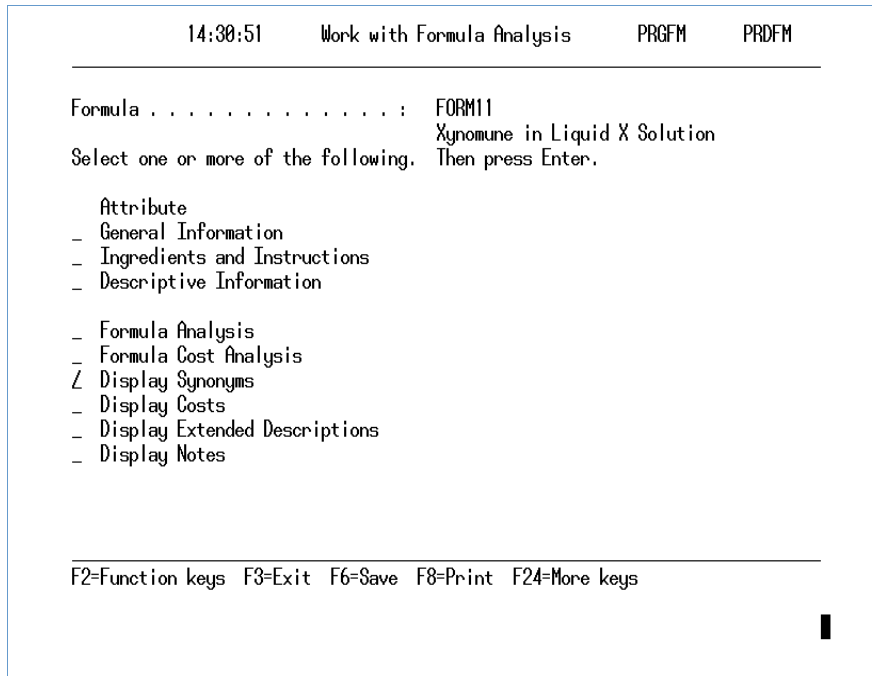 14:30:51 Work with Formula Analysis PRGFM PRDFM
Formula . . . . . . . . . . . . . . : FORM11
Xynomune in Liquid X Solution
Select one or more of the following. Then press Enter.
Attribute
_ General Information
_ Ingredients and Instructions
_ Descriptive Information
_ Formula Analysis
_ Formula Cost Analysis
/ Display Synonyms
_ Display Costs
_ Display Extended Descriptions
_ Display Notes
F2=Function keys F3=Exit F6=Save F8=Print F24=More keys